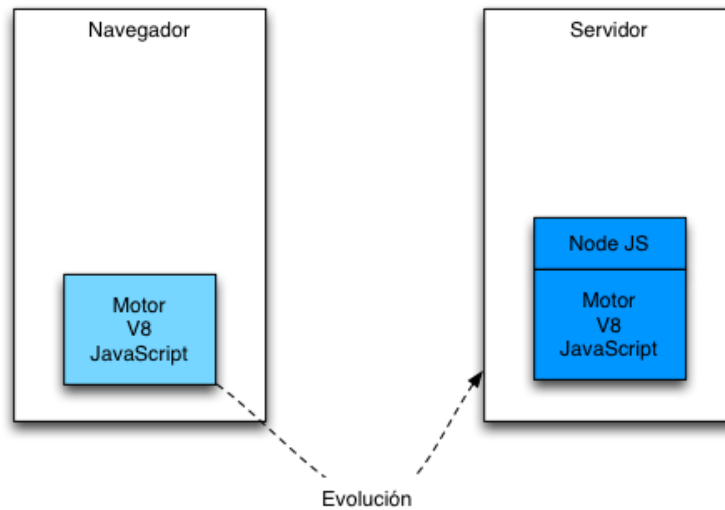 Navegador
Motor
V8
JavaScript
Servidor
Node JS
Motor
V8
JavaScript
Evolución